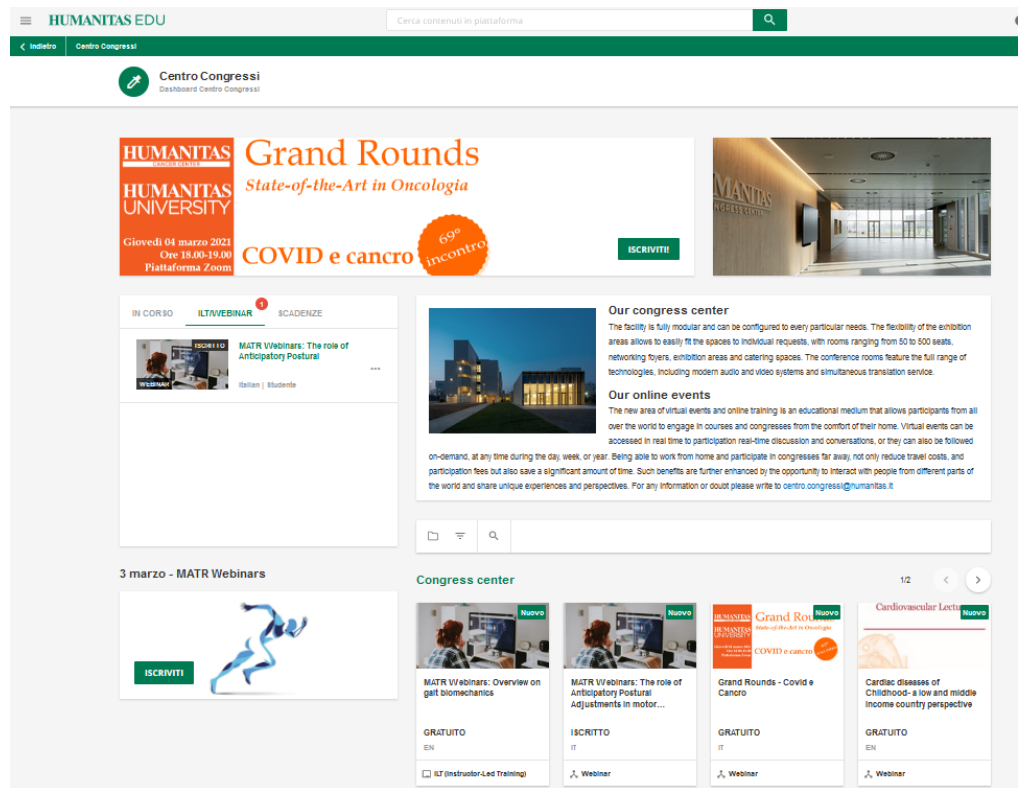 HUMANITAS EDU
Cerca contenuti in piattaforma
Indietro
Centro Congressi
Centro Congressi
Dashboard Centro Congressi
HUMANITAS
CANCER CENTER
HUMANITAS
UNIVERSITY
Giovedì 04 marzo 2021
Ore 18.00-19.00
Piattaforma Zoom
Grand Rounds
State-of-the-Art in Oncologia
COVID e cancro
69°
incontro
ISCRIVITI!
MANITAS
NGRESS CENTER
IN CORSO
ILT/WEBINAR
1
SCADENZE
ISCRITTO
WEBINAR
MATR Webinars: The role of
Anticipatory Postural
Italian | Studente
Our congress center
The facility is fully modular and can be configured to every particular needs. The flexibility of the exhibition
areas allows to easily fit the spaces to individual requests, with rooms ranging from 50 to 500 seats,
networking foyers, exhibition areas and catering spaces. The conference rooms feature the full range of
technologies, including modern audio and video systems and simultaneous translation service.
Our online events
The new area of virtual events and online training is an educational medium that allows participants from all
over the world to engage in courses and congresses from the comfort of their home. Virtual events can be
accessed in real time to participation real-time discussion and conversations, or they can also be followed
on-demand, at any time during the day, week, or year. Being able to work from home and participate in congresses far away, not only reduce travel costs, and
participation fees but also save a significant amount of time. Such benefits are further enhanced by the opportunity to interact with people from different parts of
the world and share unique experiences and perspectives. For any information or doubt please write to centro.congressi@humanitas.it
3 marzo - MATR Webinars
ISCRIVITI
Congress center
1/2
Nuovo
MATR Webinars: Overview on
gait biomechanics
GRATUITO
EN
ILT (Instructor-Led Training)
Nuovo
MATR Webinars: The role of
Anticipatory Postural
Adjustments in motor...
ISCRITTO
IT
Webinar
HUMANITAS
HUMANITAS
UNIVERSITY
Grand Rou
State-of-the-Art in Oncologia
COVID e cancro
Nuovo
Grand Rounds - Covid e
Cancro
GRATUITO
IT
Webinar
Cardiovascular Lectu
Nuovo
Cardiac diseases of
Childhood- a low and middle
income country perspective
GRATUITO
EN
Webinar